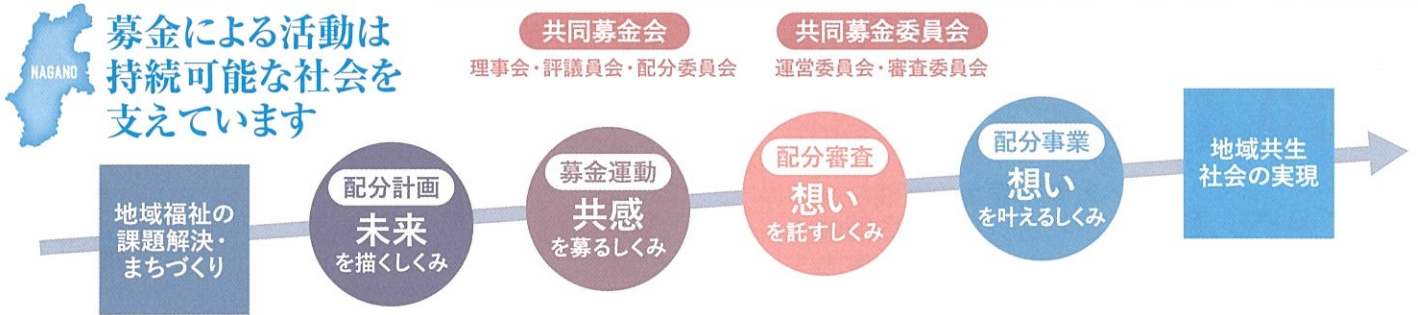 NAGANO
募金による活動は
持続可能な社会を
支えています
共同募金会
理事会・評議員会・配分委員会
共同募金委員会
運営委員会・審査委員会
地域福祉の
課題解決・
まちづくり
配分計画
未来
を描くしくみ
募金運動
共感
を募るしくみ
配分審査
想い
を託すしくみ
配分事業
想い
を叶えるしくみ
地域共生
社会の実現